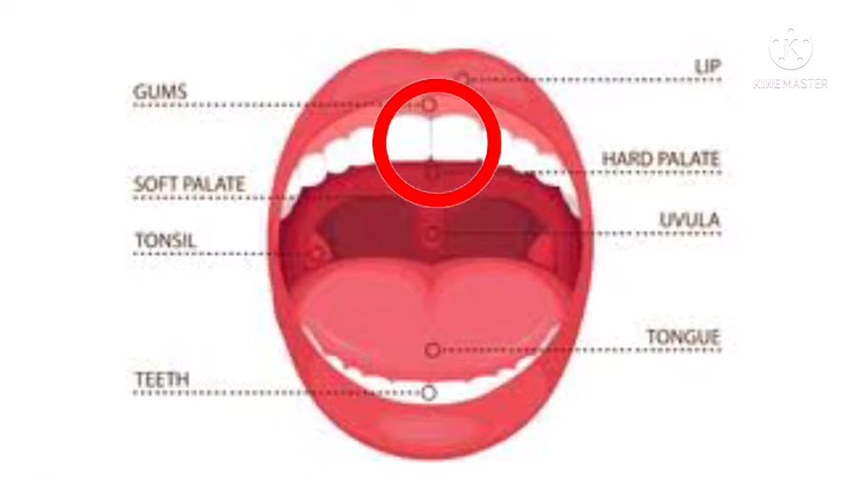 LIP
KINEMASTER
GUMS
HARD PALATE
SOFT PALATE
UVULA
TONSIL
TONGUE
TEETH